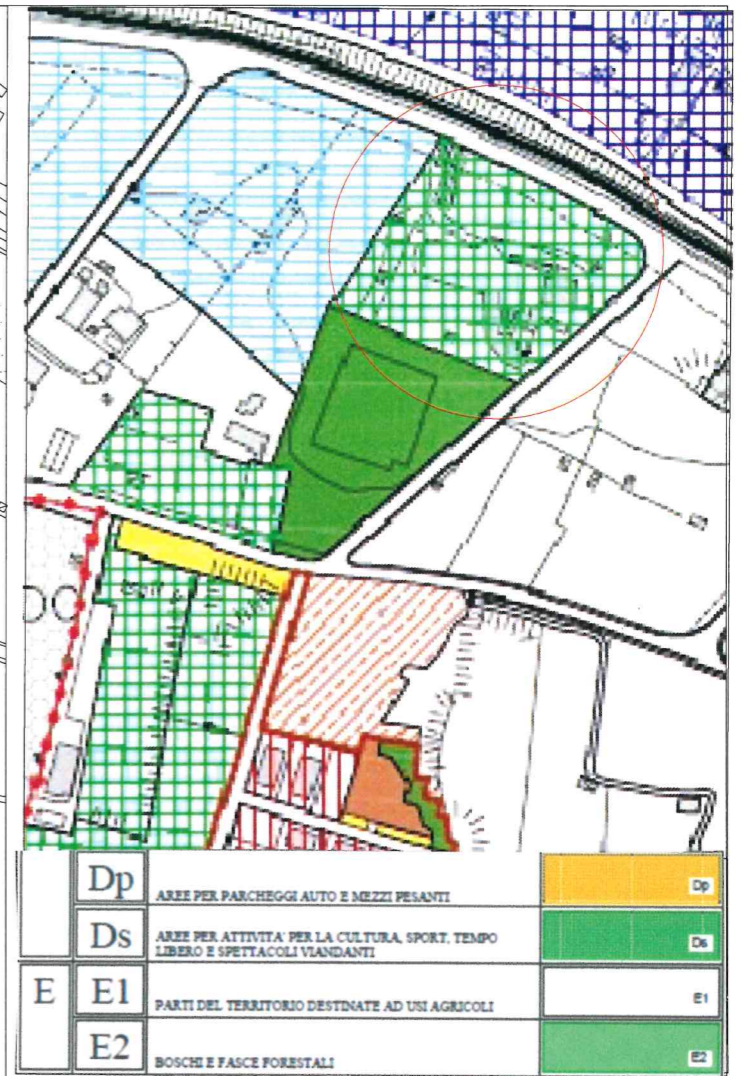 Dp AREE PER PARCHEGGI AUTO E MEZZI PESANTI Dp
Ds AREE PER ATTIVITA' PER LA CULTURA, SPORT, TEMPO
LIBERO E SPETTACOLI VIANDANTI Ds
E E1 PARTI DEL TERRITORIO DESTINATE AD USI AGRICOLI E1
E2 BOSCHI E FASCE FORESTALI E2